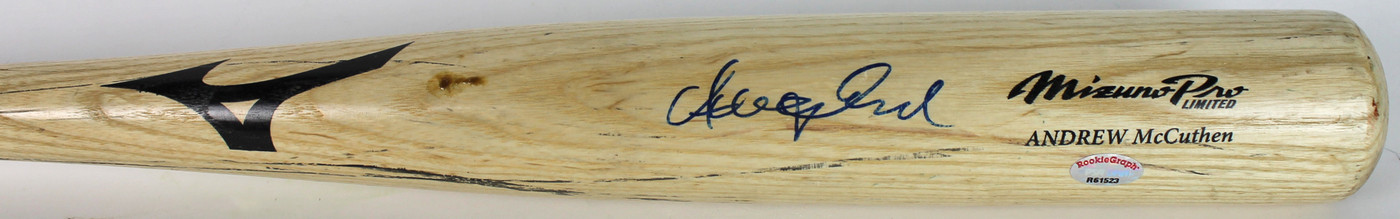 Mizuno Pro
LIMITED
ANDREW McCuthen
RookieGraph
R61523